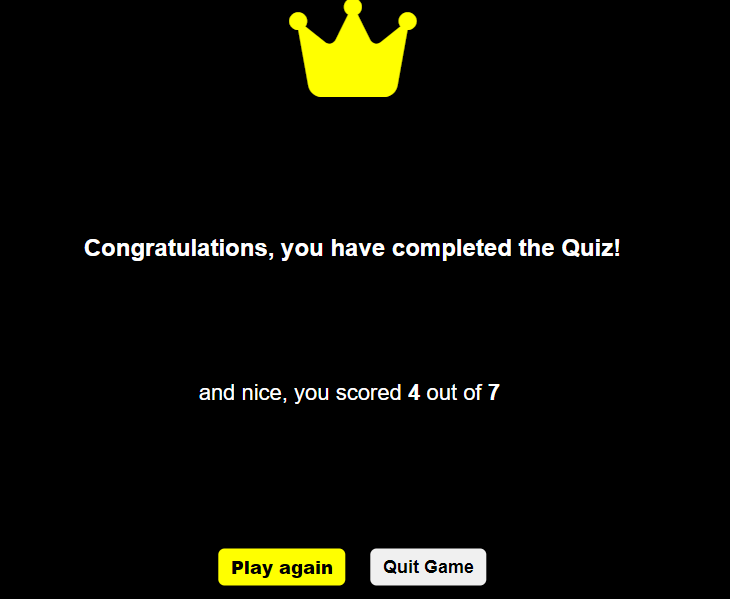 Congratulations, you have completed the Quiz!
and nice, you scored 4 out of 7
Play again
Quit Game